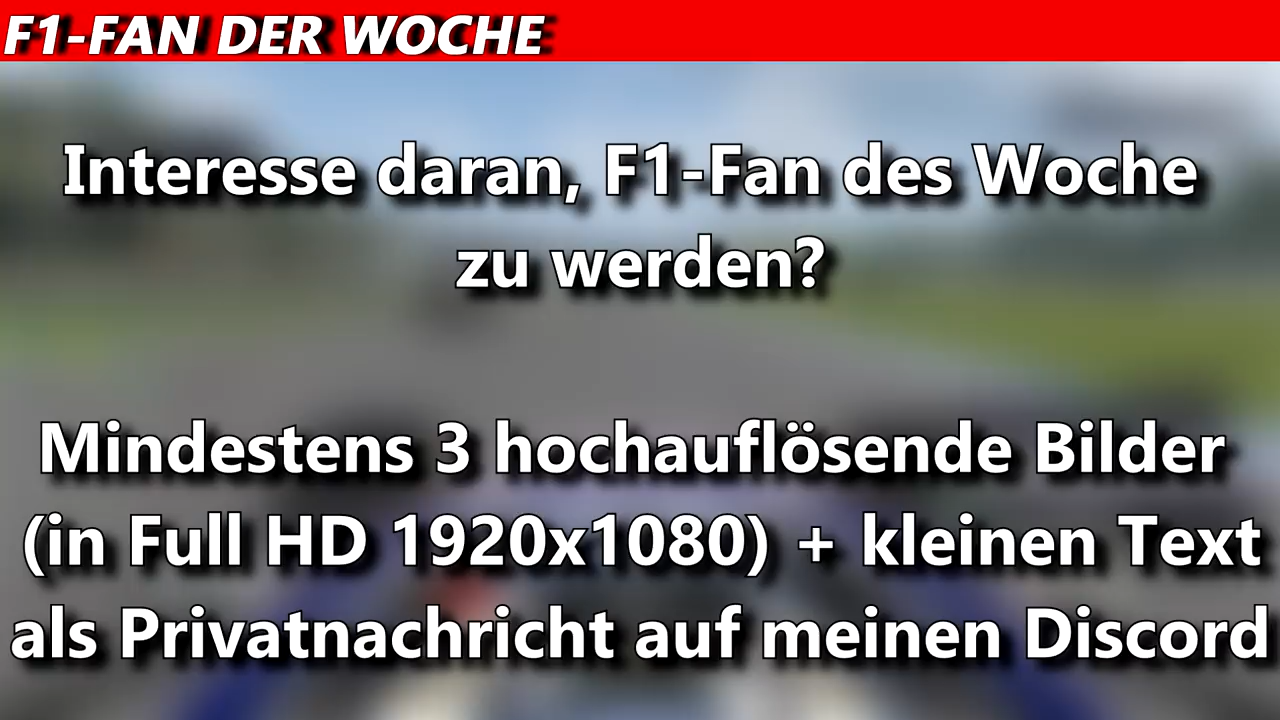 F1-FAN DER WOCHE
Interesse daran, F1-Fan des Woche
zu werden?
Mindestens 3 hochauflösende Bilder
(in Full HD 1920x1080) + kleinen Text
als Privatnachricht auf meinen Discord